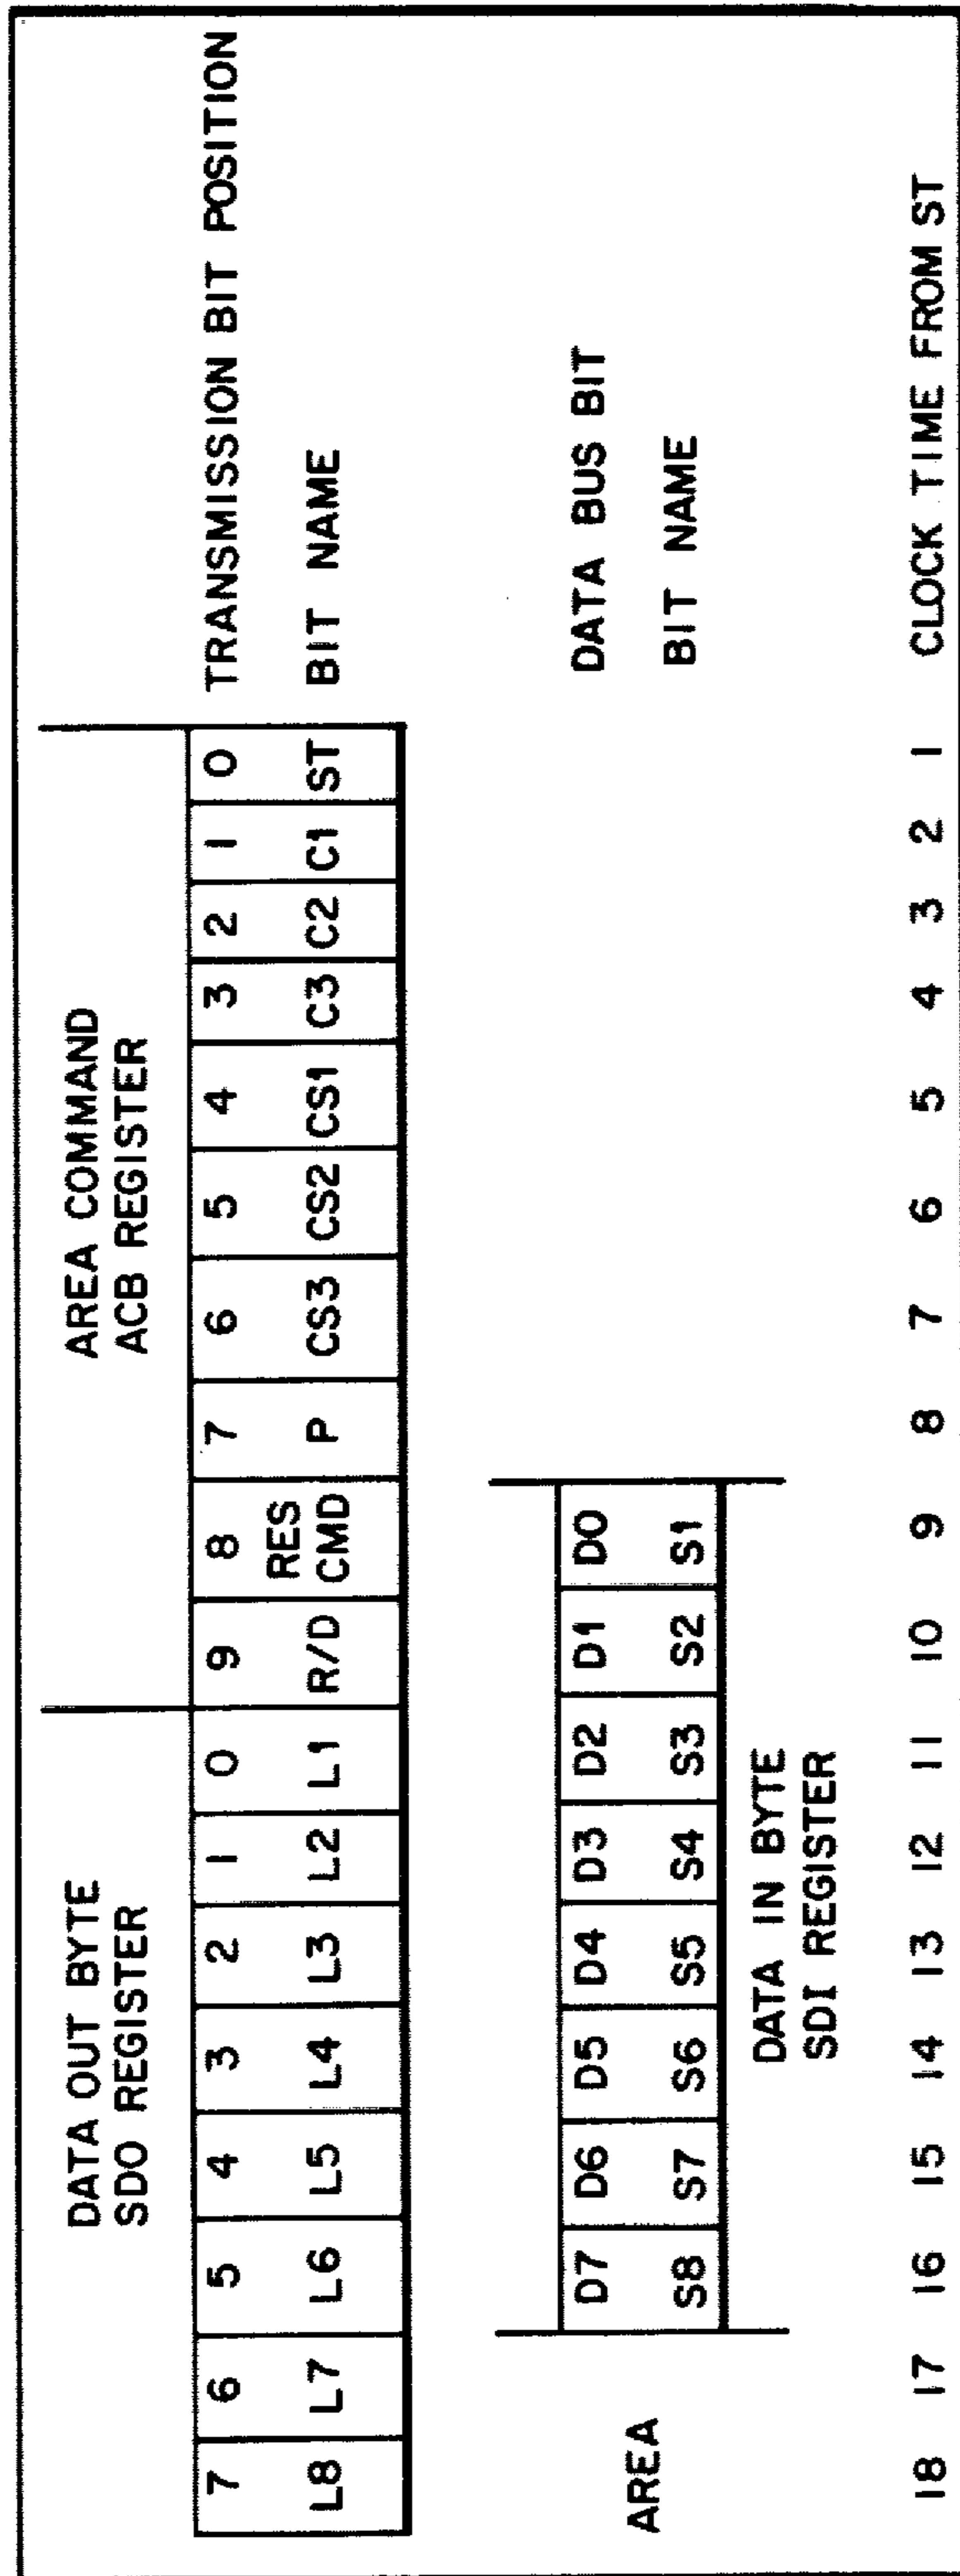 DATA OUT BYTE
SDO REGISTER
AREA COMMAND
ACB REGISTER
7 6 5 4 3 2 1 0 9 8 7 6 5 4 3 2 1 0 TRANSMISSION BIT POSITION
L8 L7 L6 L5 L4 L3 L2 L1 R/D RES CMD P CS3 CS2 CS1 C3 C2 C1 ST BIT NAME
AREA
D7 D6 D5 D4 D3 D2 D1 D0 DATA BUS BIT
S8 S7 S6 S5 S4 S3 S2 S1 BIT NAME
DATA IN BYTE
SDI REGISTER
18 17 16 15 14 13 12 11 10 9 8 7 6 5 4 3 2 1 CLOCK TIME FROM ST